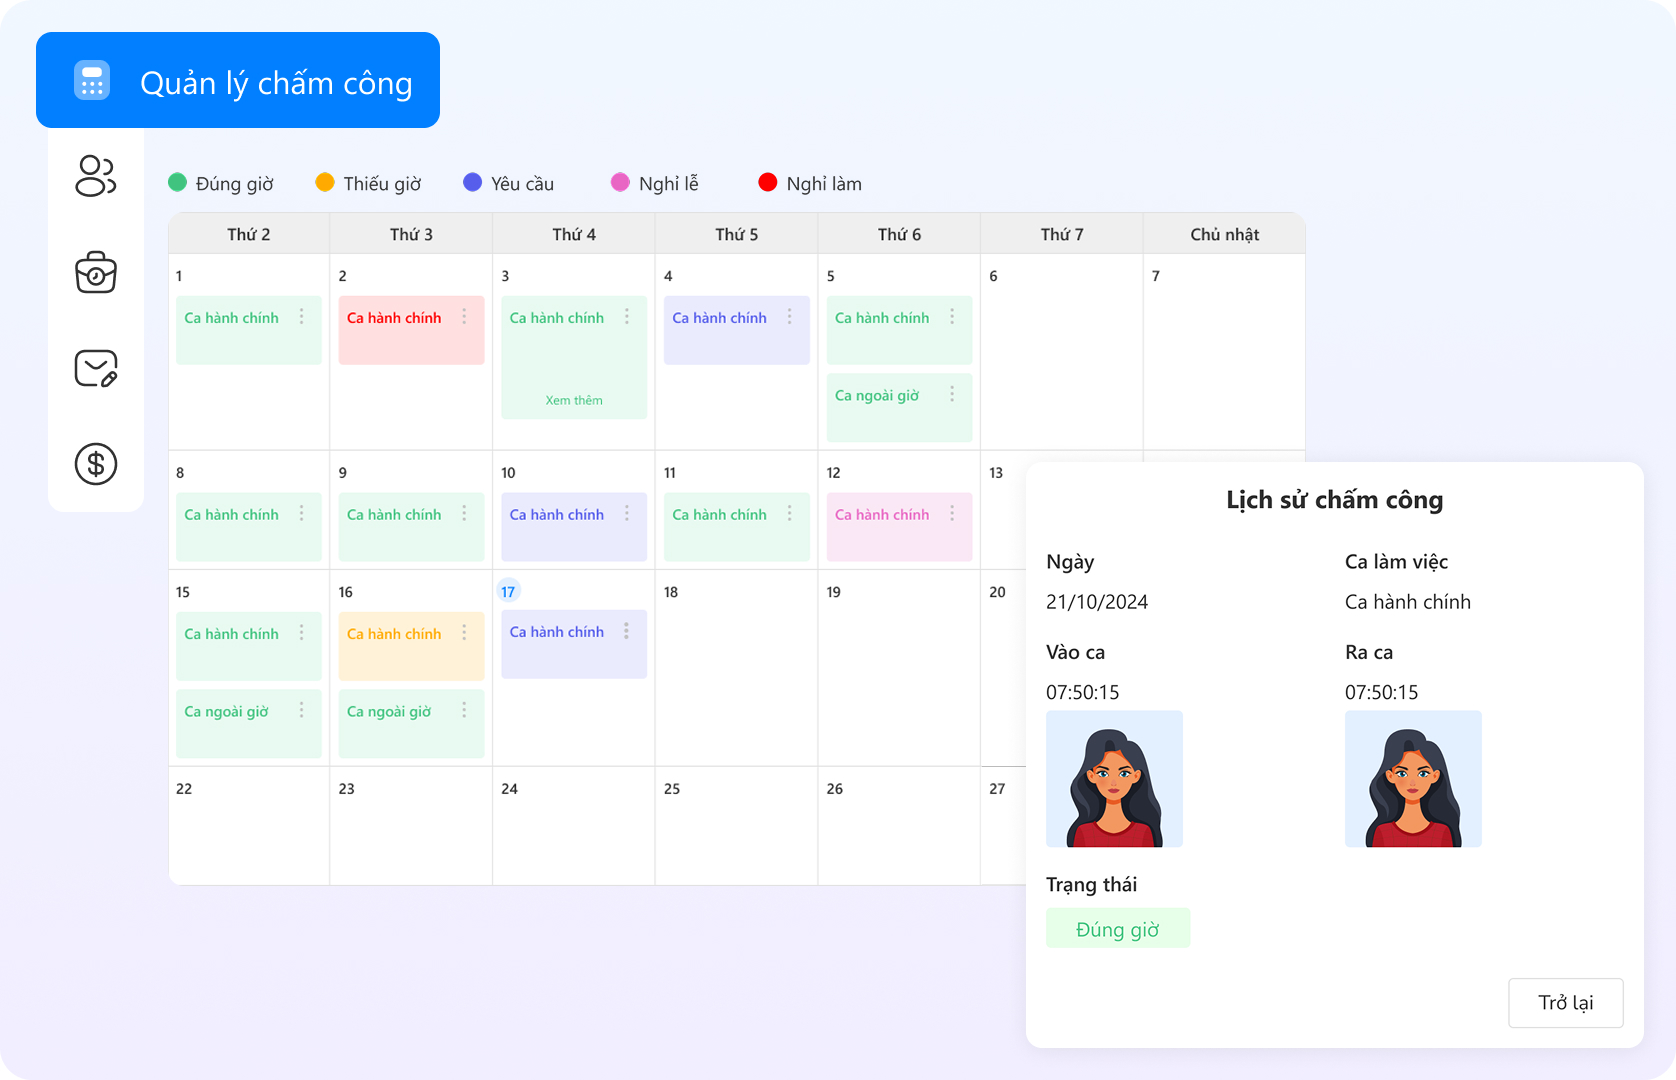 Quản lý chấm công
Đúng giờ Thiếu giờ Yêu cầu Nghỉ lễ Nghỉ làm
Thứ 2 Thứ 3 Thứ 4 Thứ 5 Thứ 6 Thứ 7 Chủ nhật
1 2 3 4 5 6 7
Ca hành chính Ca hành chính Ca hành chính Ca hành chính Ca hành chính
Xem thêm Ca ngoài giờ
8 9 10 11 12 13
Ca hành chính Ca hành chính Ca hành chính Ca hành chính Ca hành chính
15 16 17 18 19 20
Ca hành chính Ca hành chính Ca hành chính
Ca ngoài giờ Ca ngoài giờ
22 23 24 25 26 27
Lịch sử chấm công
Ngày Ca làm việc
21/10/2024 Ca hành chính
Vào ca Ra ca
07:50:15 07:50:15
Trạng thái
Đúng giờ
Trở lại